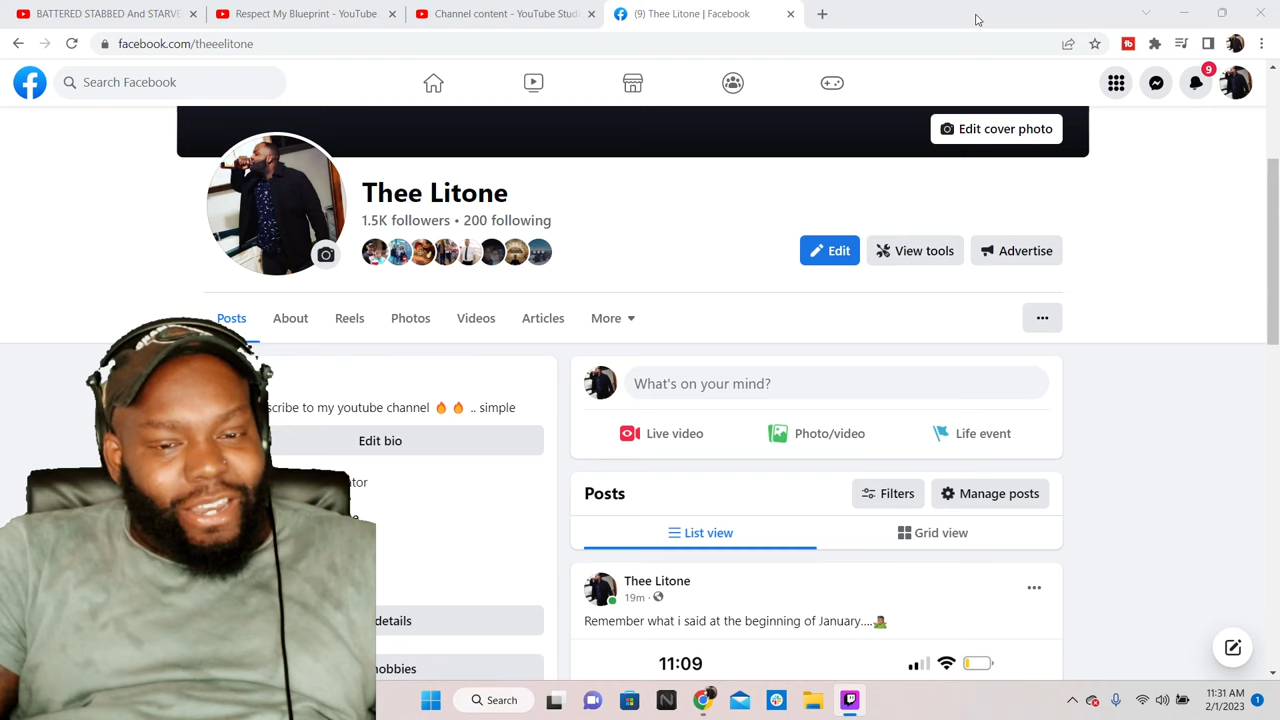 BATTERED STABBED And STARVE
Respect My Blueprint - YouTube
Channel content - YouTube Studi
(9) Thee Litone | Facebook
facebook.com/theeelitone
Search Facebook
9
Edit cover photo
Thee Litone
1.5K followers • 200 following
Edit
View tools
Advertise
Posts
About
Reels
Photos
Videos
Articles
More
scribe to my youtube channel 🔥 🔥 .. simple
Edit bio
What's on your mind?
Live video
Photo/video
Life event
Posts
Filters
Manage posts
List view
Grid view
details
hobbies
Thee Litone
19m ·
Remember what i said at the beginning of January....
11:09
Search
11:31 AM
2/1/2023
1